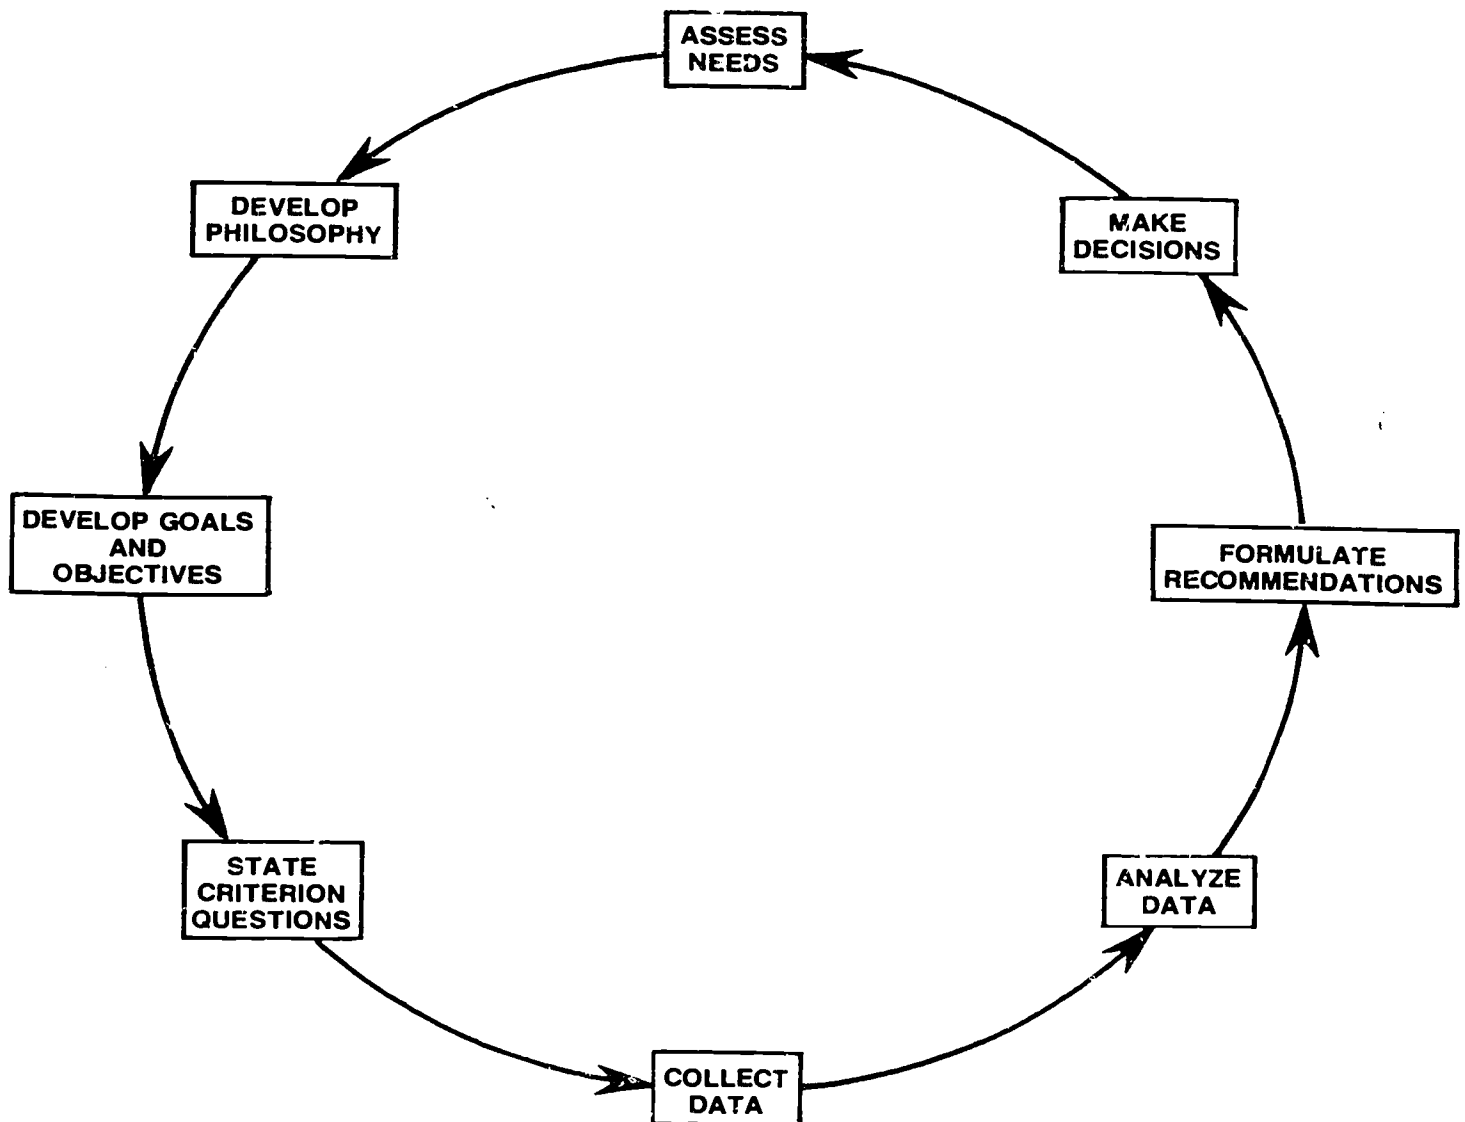 ASSESS
NEEDS
DEVELOP
PHILOSOPHY
DEVELOP GOALS
AND
OBJECTIVES
STATE
CRITERION
QUESTIONS
COLLECT
DATA
ANALYZE
DATA
FORMULATE
RECOMMENDATIONS
MAKE
DECISIONS